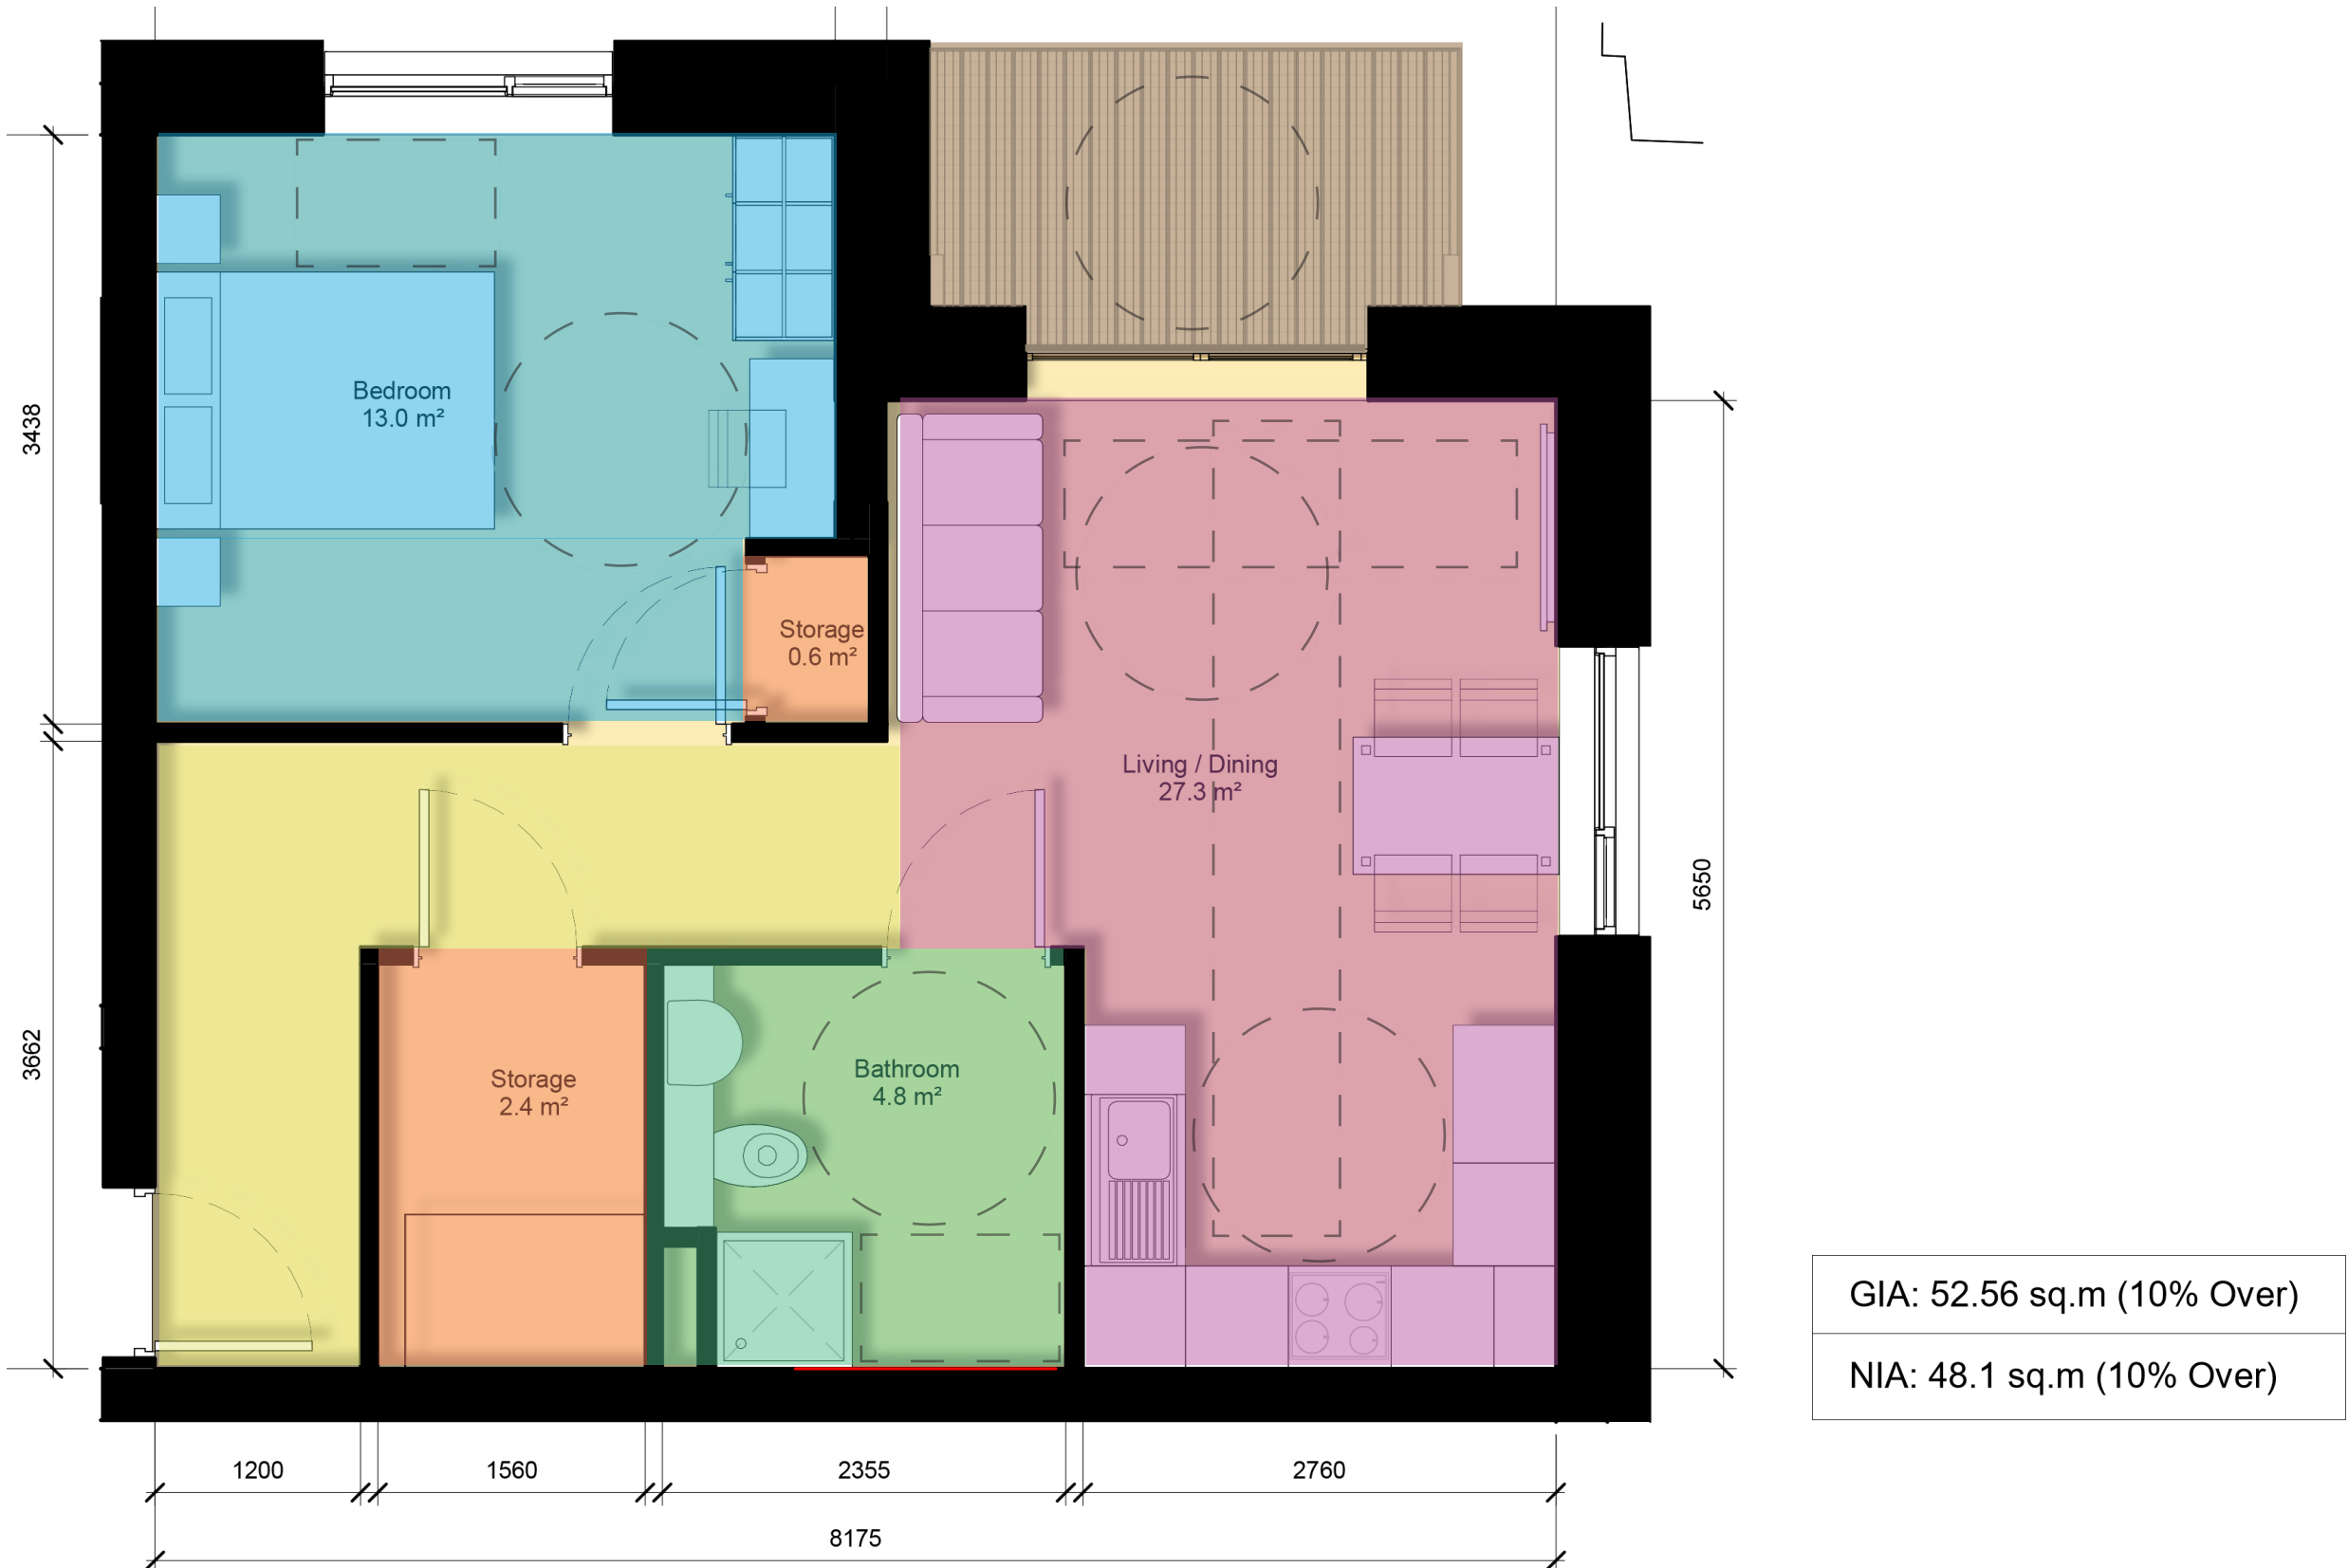 Bedroom
13.0 m²
3438
Storage
0.6 m²
Living / Dining
27.3 m²
5650
3662
Storage
2.4 m²
Bathroom
4.8 m²
GIA: 52.56 sq.m (10% Over)
NIA: 48.1 sq.m (10% Over)
1200
1560
2355
2760
8175